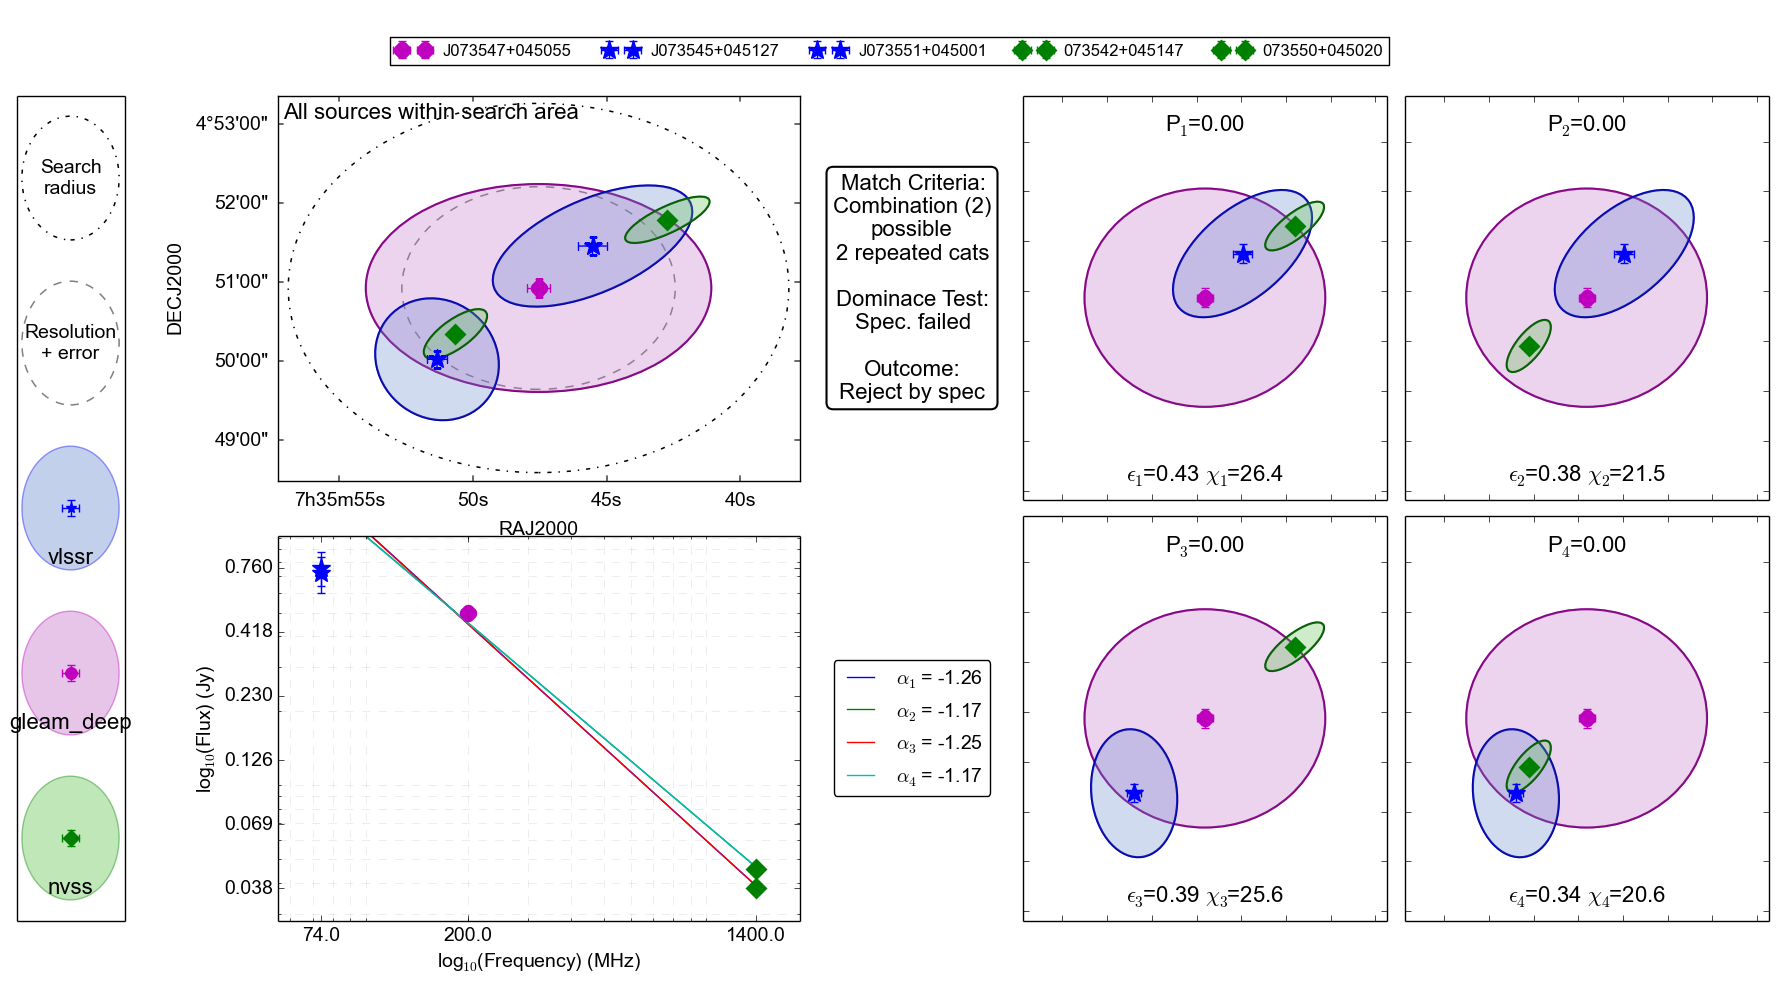 J073547+045055 J073545+045127 J073551+045001 073542+045147 073550+045020
Search
radius
Resolution
+ error
vlssr
gleam_deep
nvss
All sources within search area
4°53'00"
52'00"
51'00"
50'00"
49'00"
DECJ2000
7h35m55s 50s 45s 40s
RAJ2000
Match Criteria:
Combination (2)
possible
2 repeated cats
Dominace Test:
Spec. failed
Outcome:
Reject by spec
0.760
0.418
0.230
0.126
0.069
0.038
log₁₀(Flux) (Jy)
74.0 200.0 1400.0
log₁₀(Frequency) (MHz)
α₁ = -1.26
α₂ = -1.17
α₃ = -1.25
α₄ = -1.17
P₁=0.00
ϵ₁=0.43 χ₁=26.4
P₂=0.00
ϵ₂=0.38 χ₂=21.5
P₃=0.00
ϵ₃=0.39 χ₃=25.6
P₄=0.00
ϵ₄=0.34 χ₄=20.6